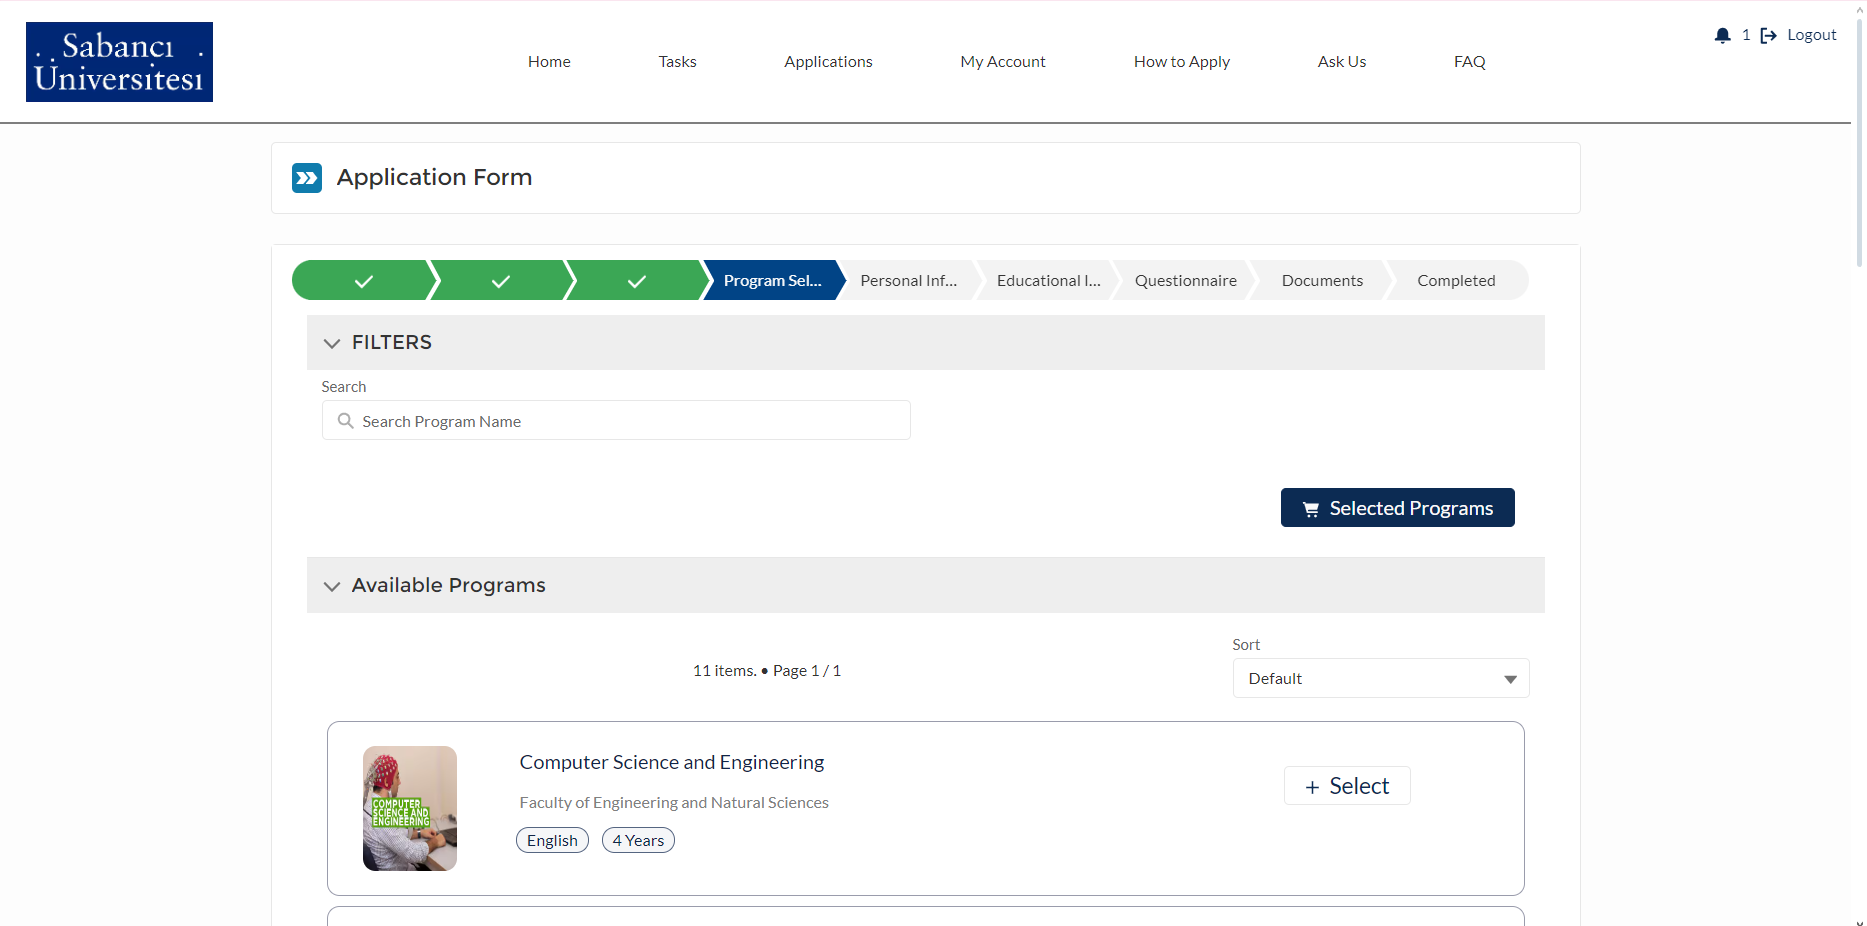 Sabancı
Üniversitesi
Home
Tasks
Applications
My Account
How to Apply
Ask Us
FAQ
1
Logout
Application Form
Program Sel...
Personal Inf...
Educational I...
Questionnaire
Documents
Completed
FILTERS
Search
Search Program Name
Selected Programs
Available Programs
11 items. • Page 1 / 1
Sort
Default
COMPUTER
SCIENCE AND
ENGINEERING
Computer Science and Engineering
Faculty of Engineering and Natural Sciences
English
4 Years
+ Select